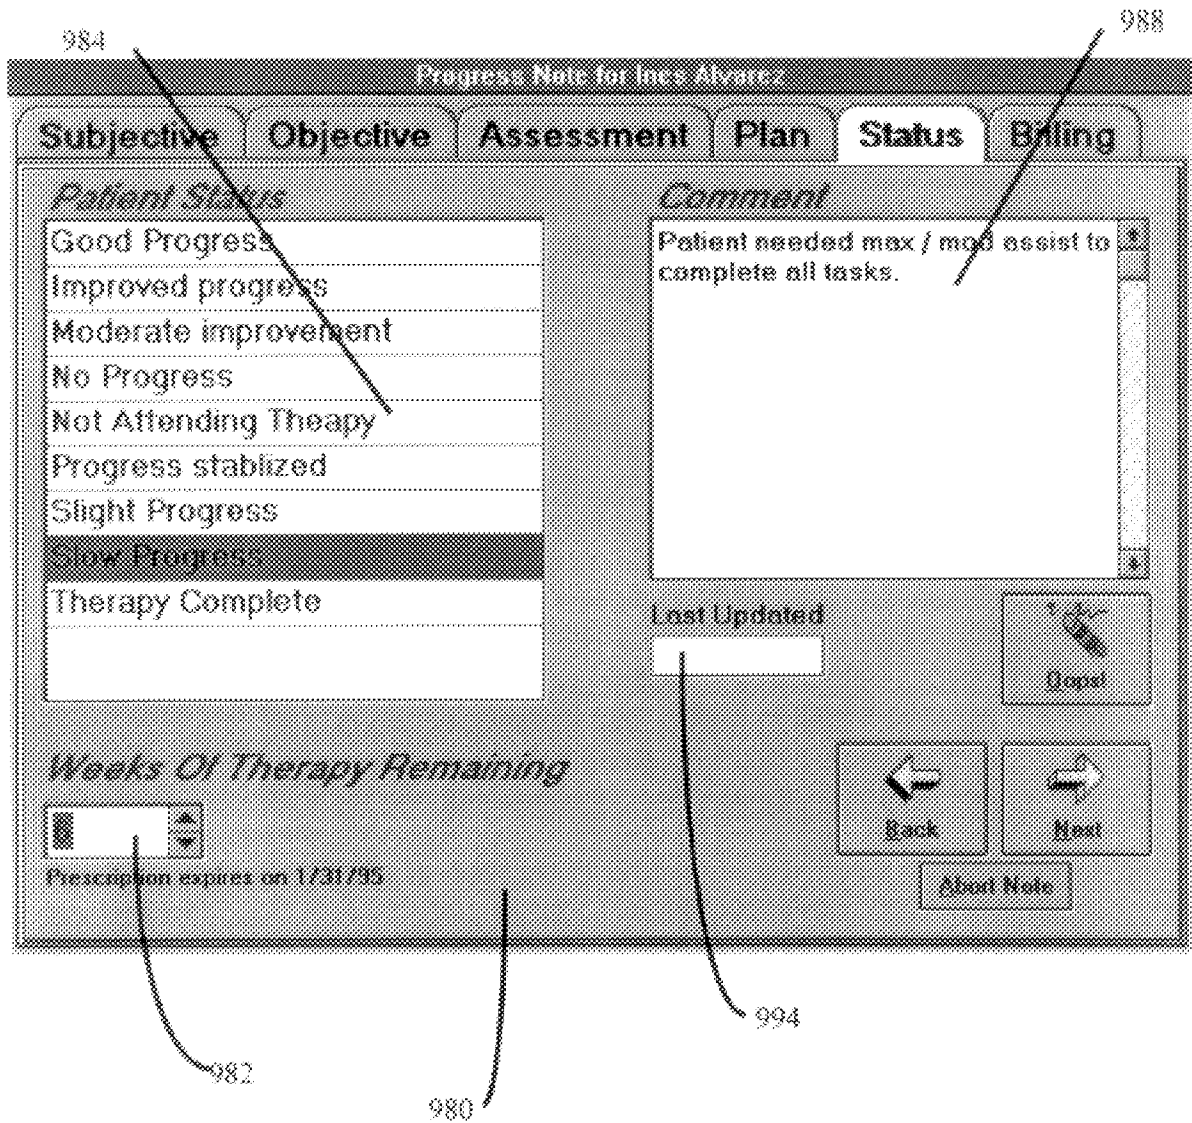 984
988
Progress Note for Ines Alvarez
Subjective Objective Assessment Plan Status Billing
Patient Status
Good Progress
Improved progress
Moderate improvement
No Progress
Not Attending Theapy
Progress stablized
Slight Progress
Slow Progress
Therapy Complete
Comment
Patient needed max / mod assist to
complete all tasks.
Last Updated
Oops!
Weeks Of Therapy Remaining
Prescription expires on 1/31/95
Back
Next
Abort Note
994
982
980